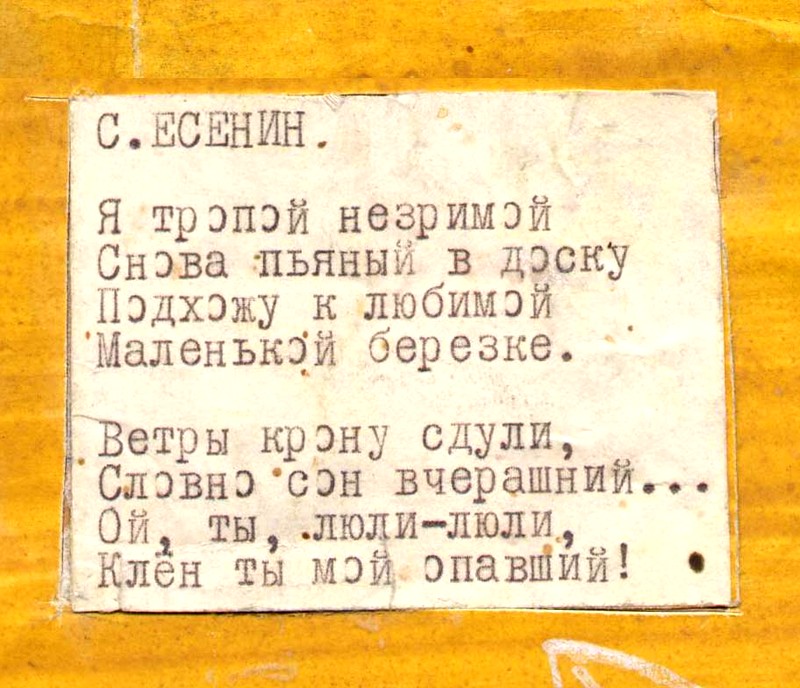 С.ЕСЕНИН.
Я тропой незримой
Снова пьяный в доску
Подхожу к любимой
Маленькой березке.
Ветры крону сдули,
Словно сон вчерашний...
Ой, ты, люли-люли,
Клён ты мой опавший!